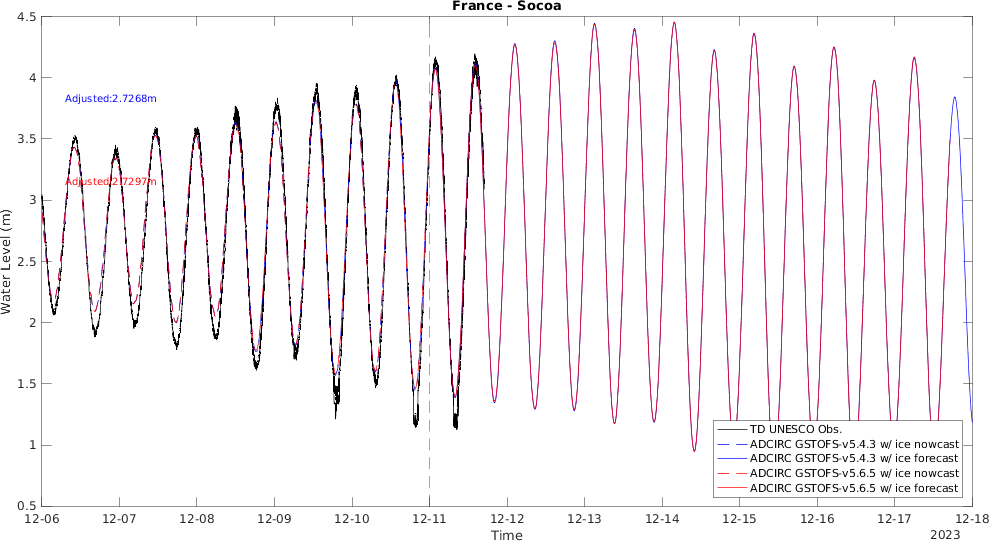 France - Socoa
4.5
4
3.5
3
2.5
2
1.5
1
0.5
Water Level (m)
Adjusted:2.7268m
Adjusted:2.7297m
TD UNESCO Obs.
ADCIRC GSTOFS-v5.4.3 w/ ice nowcast
ADCIRC GSTOFS-v5.4.3 w/ ice forecast
ADCIRC GSTOFS-v5.6.5 w/ ice nowcast
ADCIRC GSTOFS-v5.6.5 w/ ice forecast
12-06 12-07 12-08 12-09 12-10 12-11 12-12 12-13 12-14 12-15 12-16 12-17 12-18
Time
2023